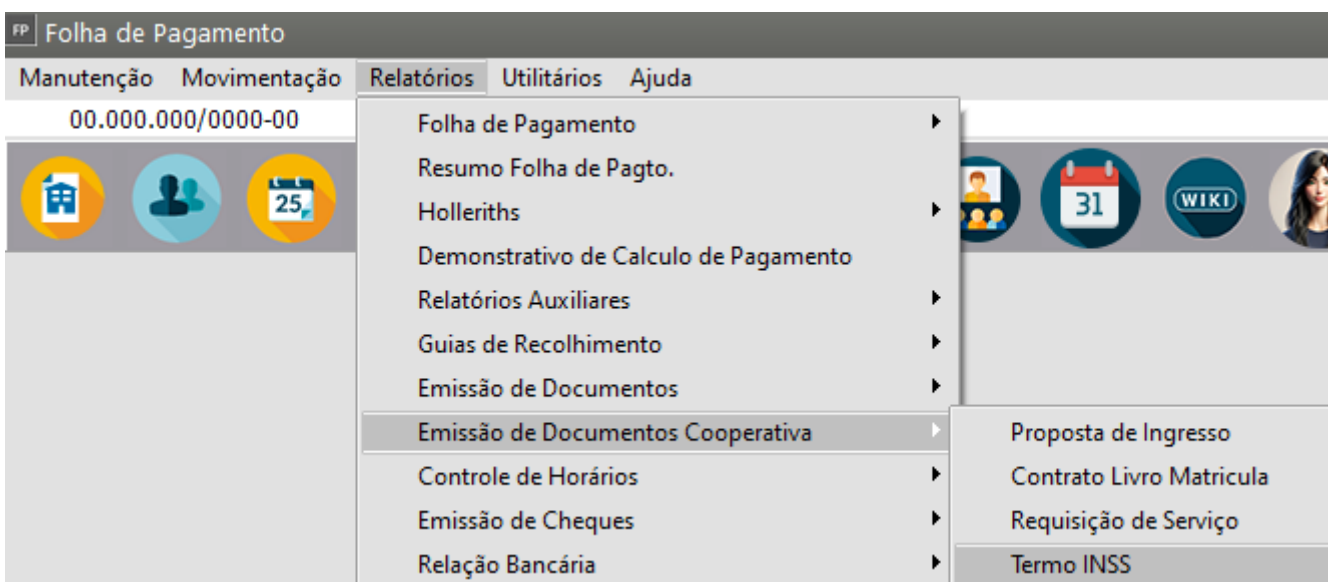 FP Folha de Pagamento
Manutenção Movimentação Relatórios Utilitários Ajuda
00.000.000/0000-00
25
31
WIKI
Folha de Pagamento
Resumo Folha de Pagto.
Holleriths
Demonstrativo de Calculo de Pagamento
Relatórios Auxiliares
Guias de Recolhimento
Emissão de Documentos
Emissão de Documentos Cooperativa
Controle de Horários
Emissão de Cheques
Relação Bancária
Proposta de Ingresso
Contrato Livro Matricula
Requisição de Serviço
Termo INSS